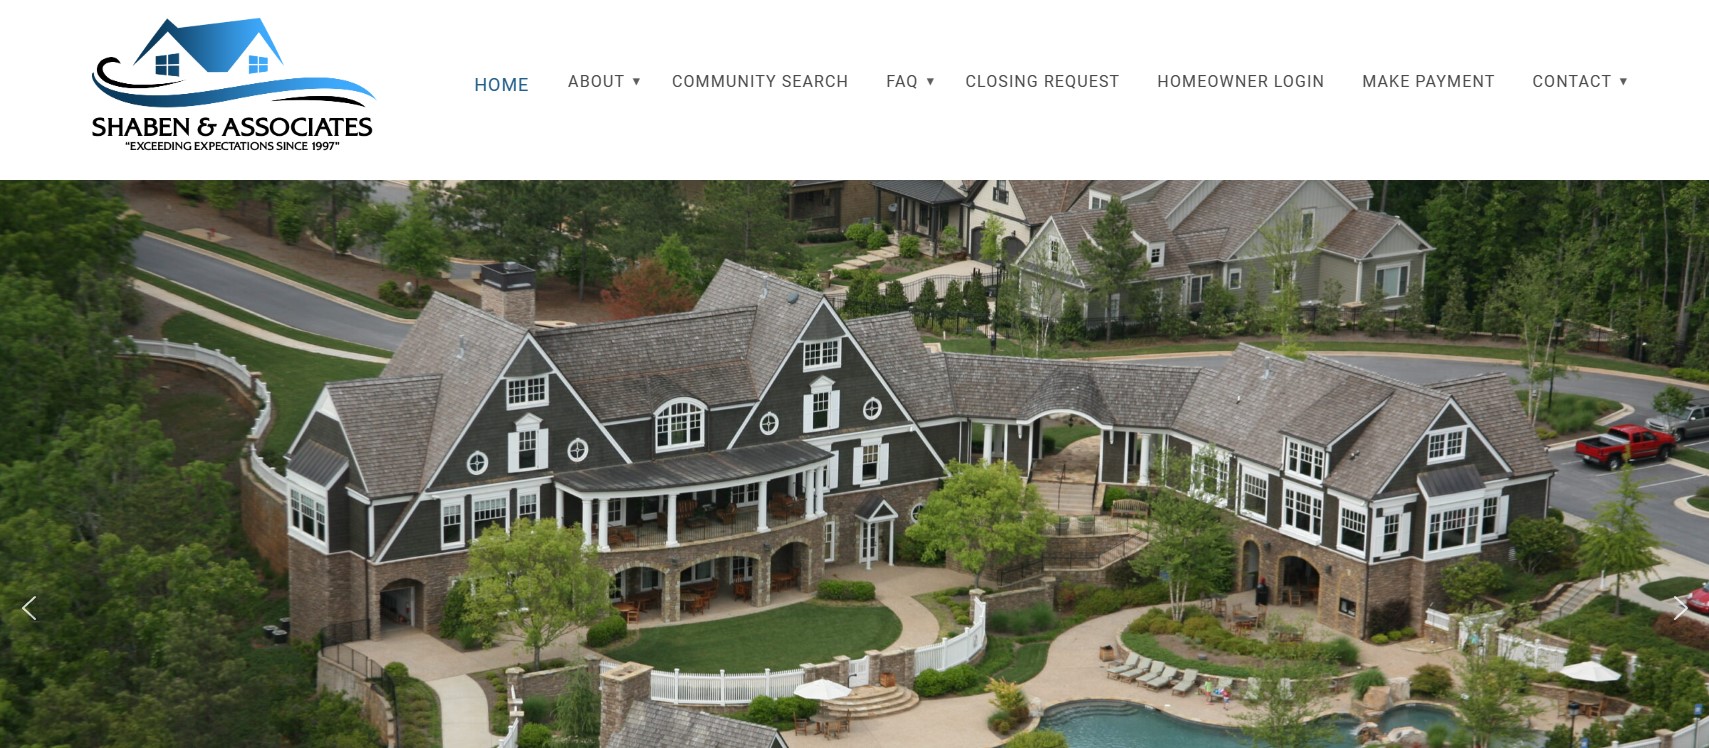 SHABEN & ASSOCIATES
"EXCEEDING EXPECTATIONS SINCE 1997"
HOME
ABOUT ▾
COMMUNITY SEARCH
FAQ ▾
CLOSING REQUEST
HOMEOWNER LOGIN
MAKE PAYMENT
CONTACT ▾